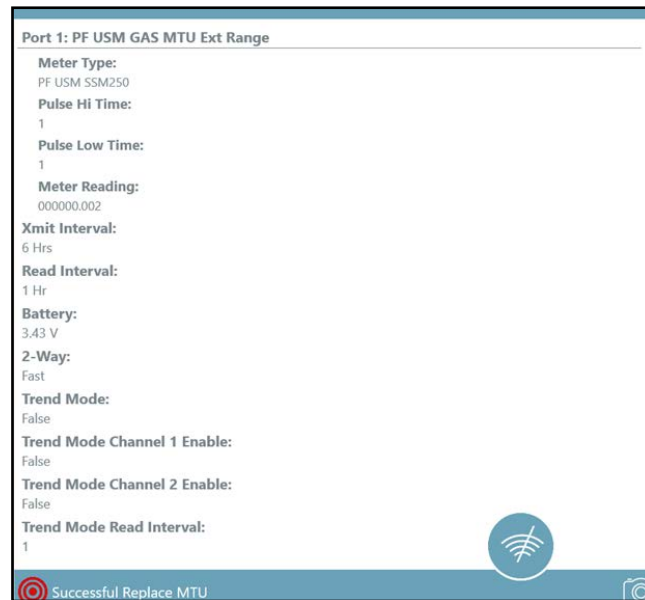 Port 1: PF USM GAS MTU Ext Range
Meter Type:
PF USM SSM250
Pulse Hi Time:
1
Pulse Low Time:
1
Meter Reading:
000000.002
Xmit Interval:
6 Hrs
Read Interval:
1 Hr
Battery:
3.43 V
2-Way:
Fast
Trend Mode:
False
Trend Mode Channel 1 Enable:
False
Trend Mode Channel 2 Enable:
False
Trend Mode Read Interval:
1
Successful Replace MTU